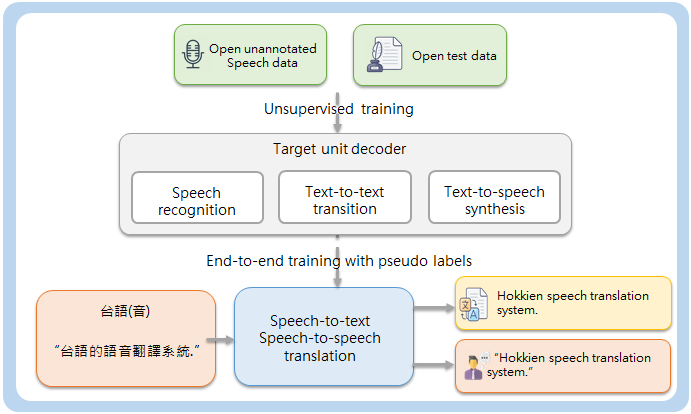 Open unannotated
Speech data
Open test data
Unsupervised training
Target unit decoder
Speech
recognition
Text-to-text
transition
Text-to-speech
synthesis
End-to-end training with pseudo labels
台語(音)
“台語的語音翻譯系統.”
Speech-to-text
Speech-to-speech
translation
Hokkien speech translation
system.
“Hokkien speech translation
system.”